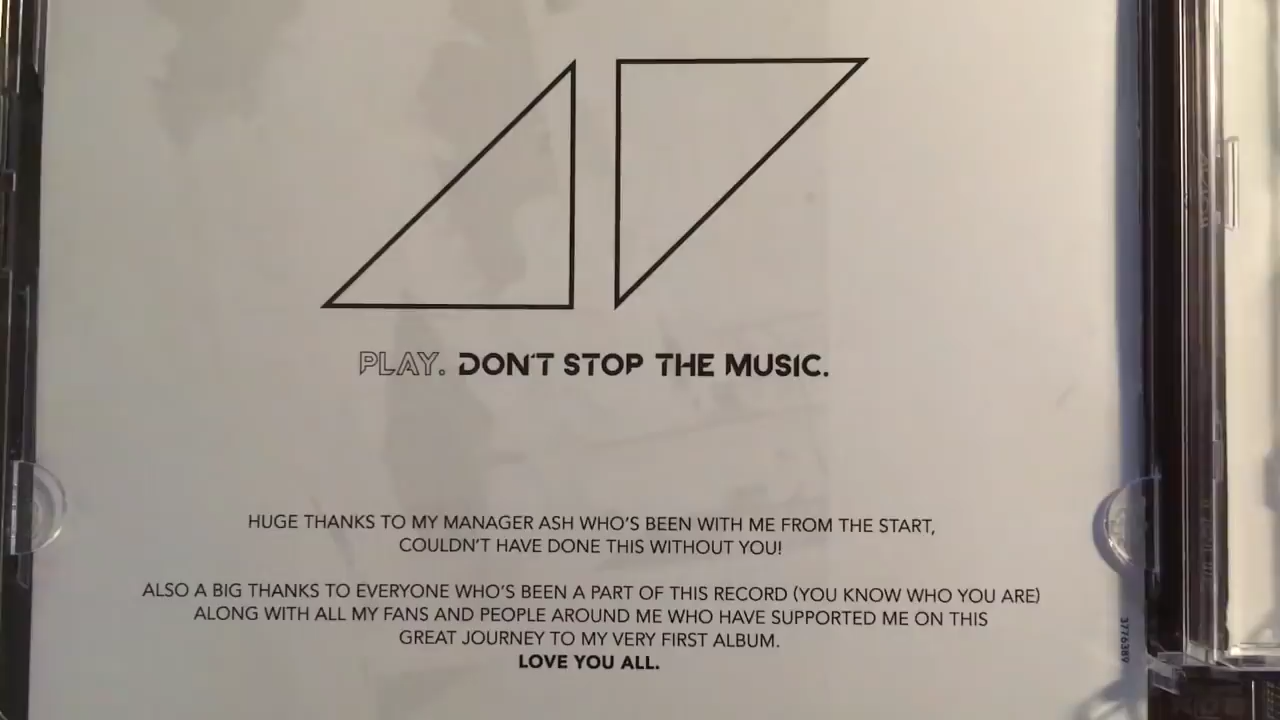 PLAY. DON'T STOP THE MUSIC.
HUGE THANKS TO MY MANAGER ASH WHO'S BEEN WITH ME FROM THE START,
COULDN'T HAVE DONE THIS WITHOUT YOU!
ALSO A BIG THANKS TO EVERYONE WHO'S BEEN A PART OF THIS RECORD (YOU KNOW WHO YOU ARE)
ALONG WITH ALL MY FANS AND PEOPLE AROUND ME WHO HAVE SUPPORTED ME ON THIS
GREAT JOURNEY TO MY VERY FIRST ALBUM.
LOVE YOU ALL.
3776389